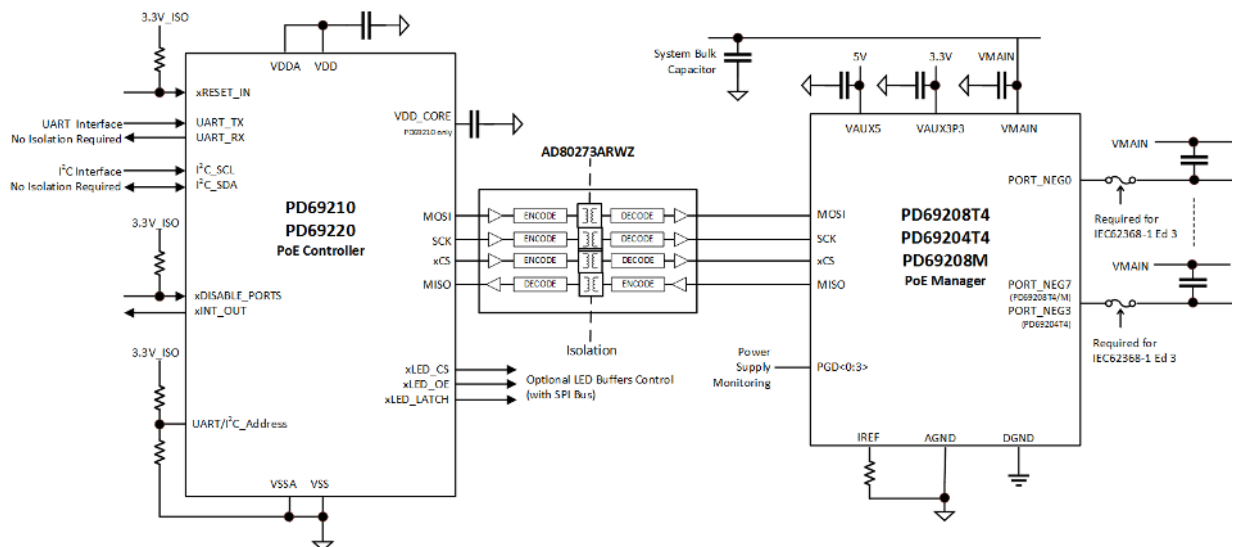 3.3V_ISO
VDDA
VDD
xRESET_IN
UART Interface
No Isolation Required
UART_TX
UART_RX
I²C Interface
No Isolation Required
I²C_SCL
I²C_SDA
3.3V_ISO
xDISABLE_PORTS
xINT_OUT
3.3V_ISO
UART/I²C_Address
VSSA
VSS
PD69210
PD69220
PoE Controller
VDD_CORE
PD69210 only
MOSI
SCK
xCS
MISO
xLED_CS
xLED_OE
xLED_LATCH
Optional LED Buffers Control
(with SPI Bus)
AD80273ARWZ
ENCODE
DECODE
ENCODE
DECODE
ENCODE
DECODE
DECODE
ENCODE
Isolation
System Bulk
Capacitor
5V
3.3V
VMAIN
VAUX5
VAUX3P3
VMAIN
MOSI
SCK
xCS
MISO
PD69208T4
PD69204T4
PD69208M
PoE Manager
Power
Supply
Monitoring
PGD<0:3>
IREF
AGND
DGND
PORT_NEG0
PORT_NEG7
(PD69208T4/M)
PORT_NEG3
(PD69204T4)
VMAIN
Required for
IEC62368-1 Ed 3
VMAIN
Required for
IEC62368-1 Ed 3